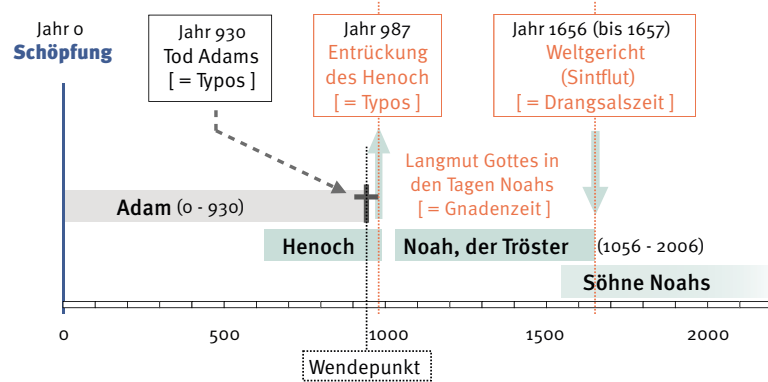 Jahr 0
Schöpfung
Jahr 930
Tod Adams
[ = Typos ]
Jahr 987
Entrückung
des Henoch
[ = Typos ]
Jahr 1656 (bis 1657)
Weltgericht
(Sintflut)
[ = Drangsalszeit ]
Langmut Gottes in
den Tagen Noahs
[ = Gnadenzeit ]
Adam (0 - 930)
Henoch
Noah, der Tröster (1056 - 2006)
Söhne Noahs
0 500 1000 1500 2000
Wendepunkt